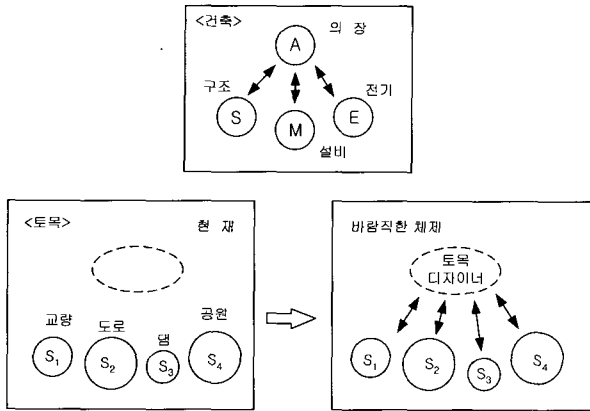 <건축>
의 장
A
구조
전기
S
M
E
설비
<토목>
현 재
교량
도로
댐
공원
S1
S2
S3
S4
바람직한 체제
토목
디자이너
S1
S2
S3
S4